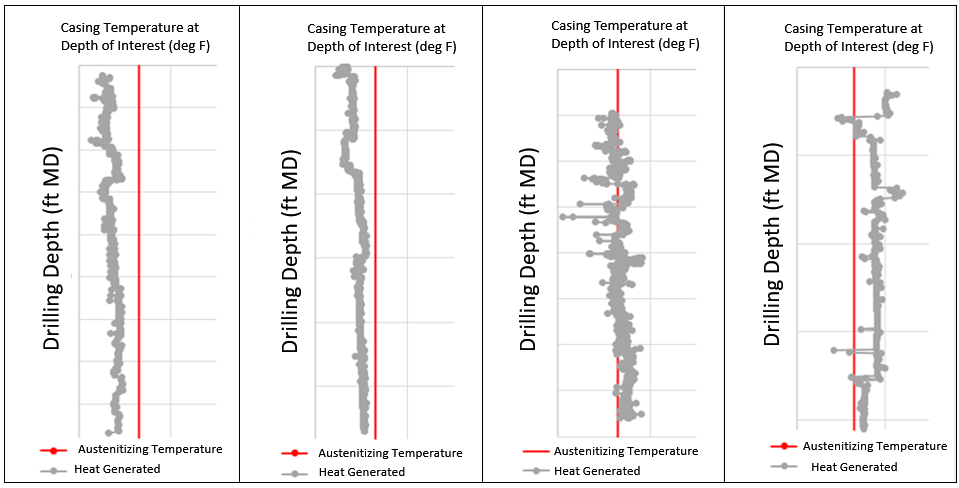 Casing Temperature at
Depth of Interest (deg F)
Drilling Depth (ft MD)
Austenitizing Temperature
Heat Generated
Casing Temperature at
Depth of Interest (deg F)
Drilling Depth (ft MD)
Austenitizing Temperature
Heat Generated
Casing Temperature at
Depth of Interest (deg F)
Drilling Depth (ft MD)
Austenitizing Temperature
Heat Generated
Casing Temperature at
Depth of Interest (deg F)
Drilling Depth (ft MD)
Austenitizing Temperature
Heat Generated